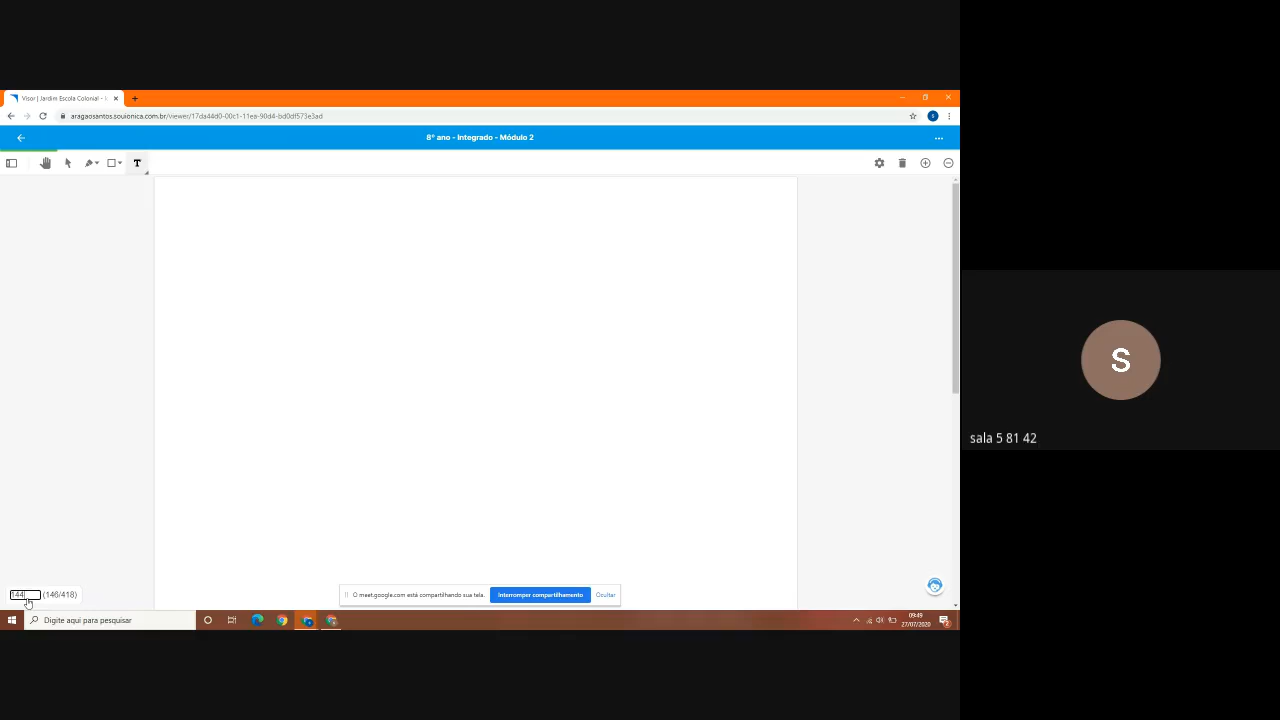 Visor | Jardim Escola Colonial - I
aragaosantos.souionica.com.br/viewer/17da44d0-00c1-11ea-90d4-bd0df573e3ad
8º ano - Integrado - Módulo 2
T
S
sala 5 81 42
144 (146/418)
O meet.google.com está compartilhando sua tela. Interromper compartilhamento Ocultar
Digite aqui para pesquisar
09:49
27/07/2020